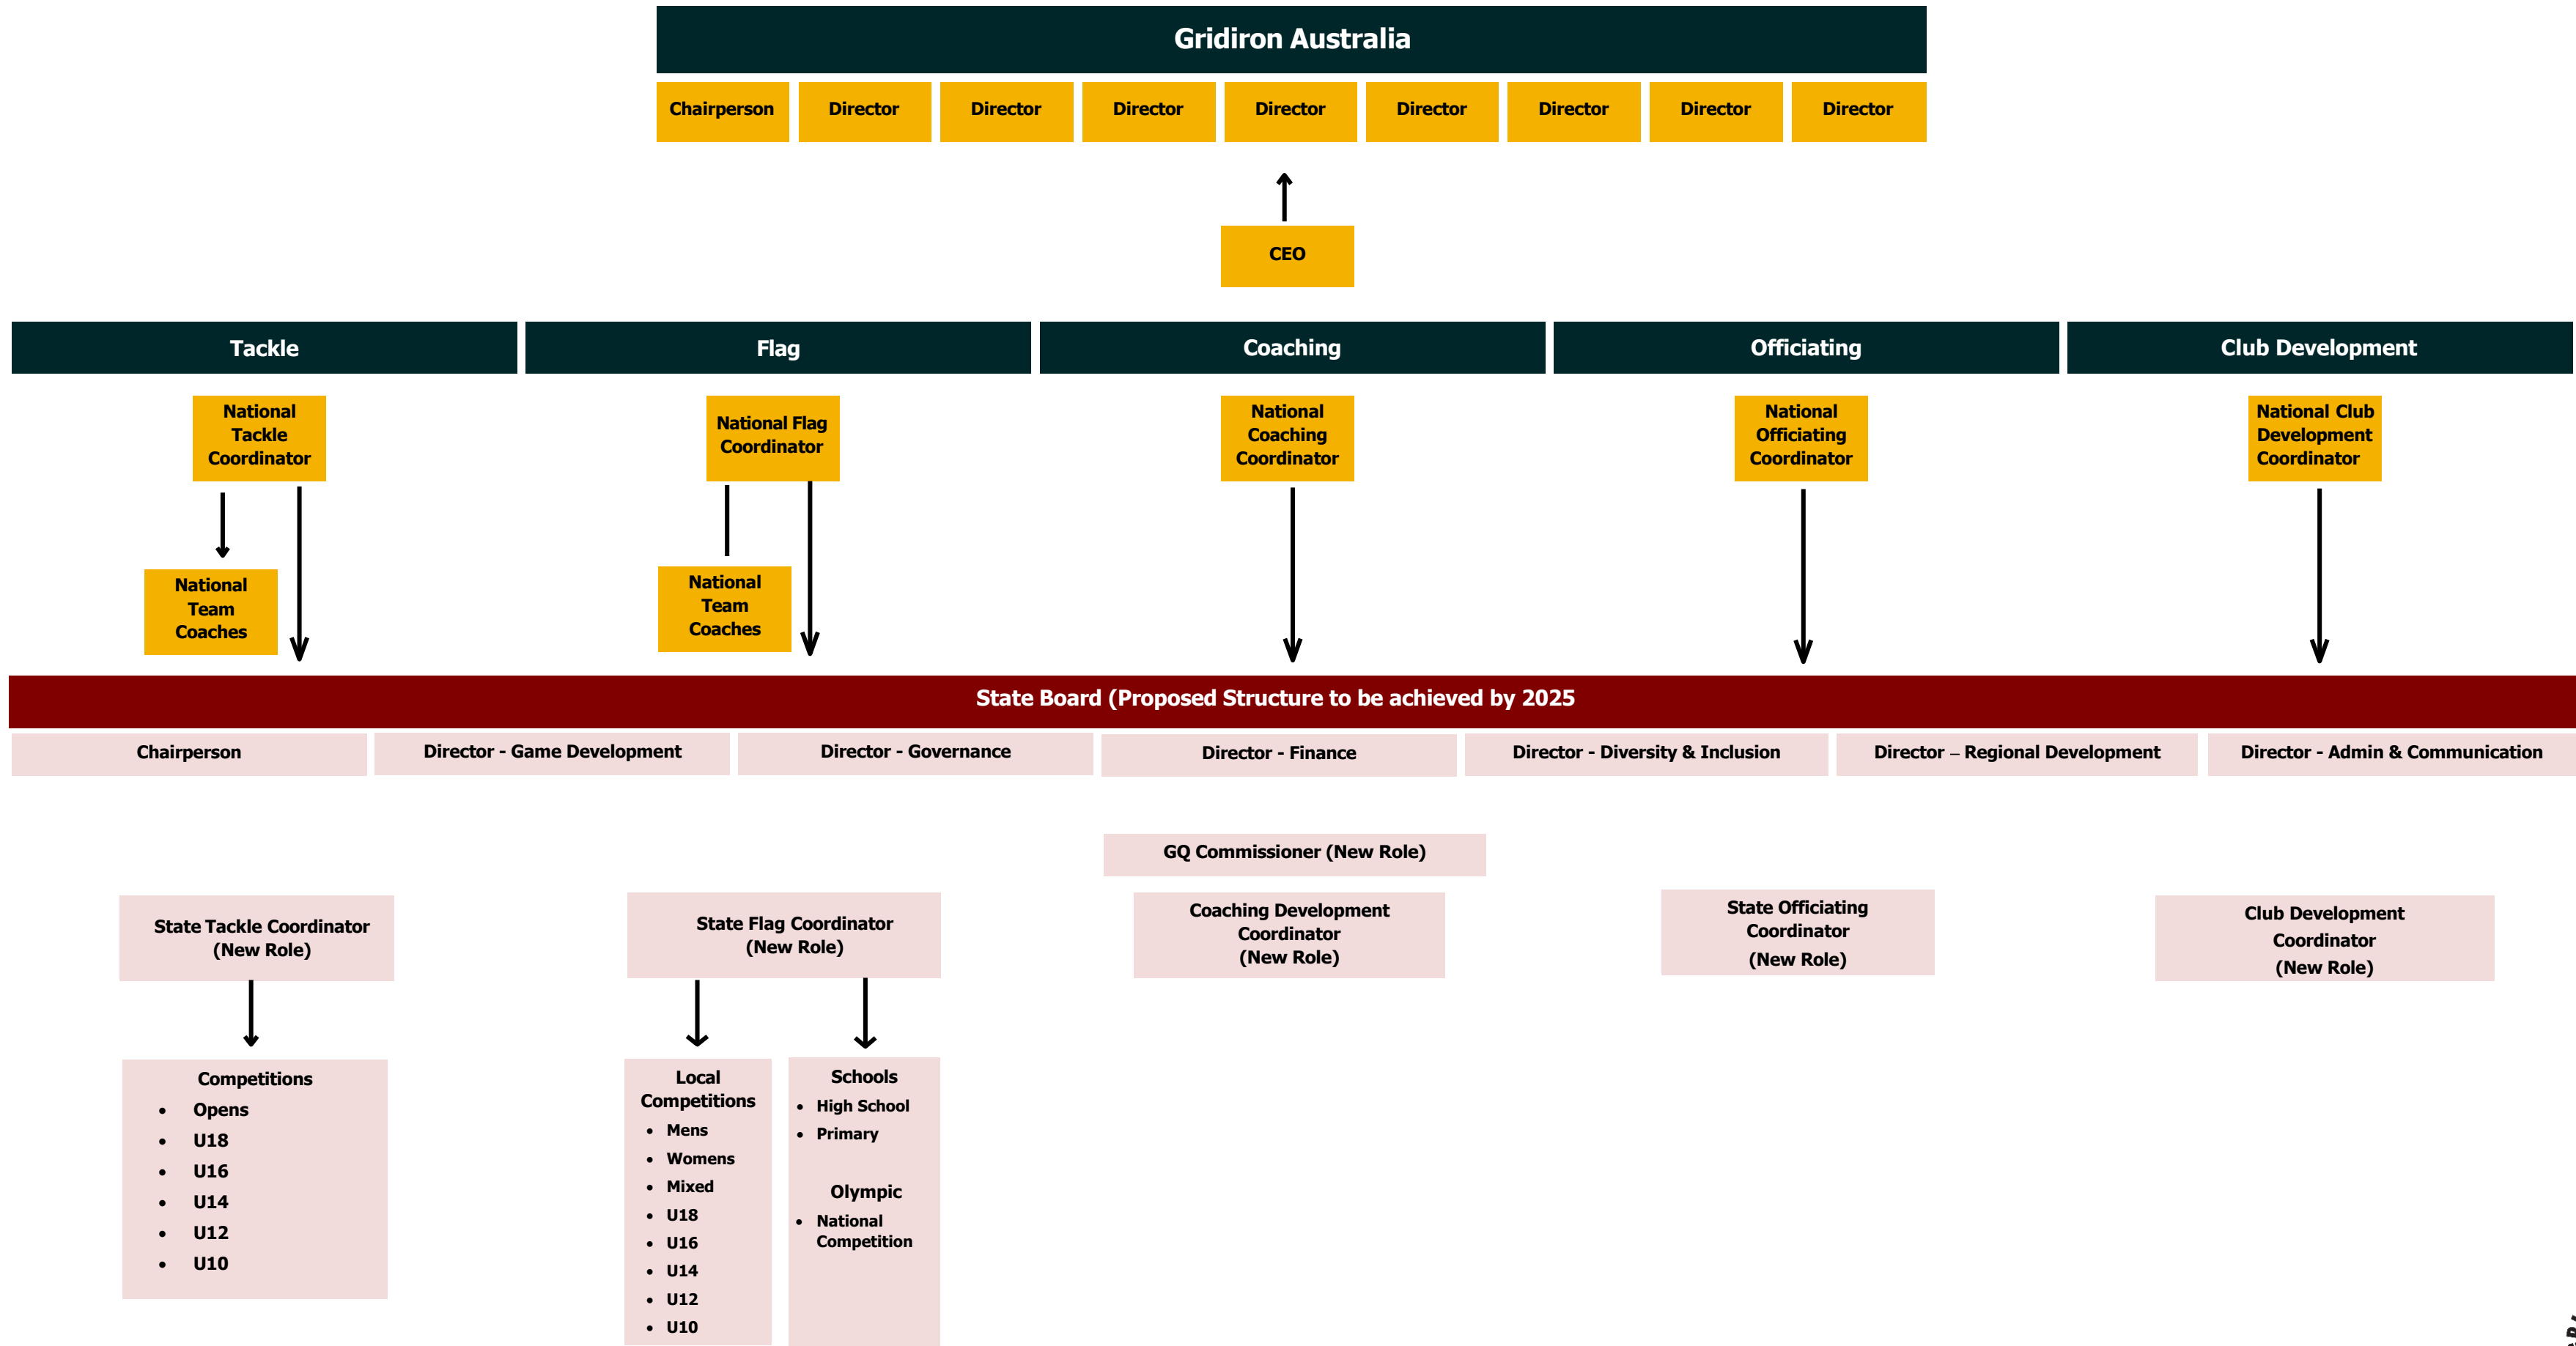 Gridiron Australia
Chairperson
Director
Director
Director
Director
Director
Director
Director
Director
CEO
Tackle
Flag
Coaching
Officiating
Club Development
National
Tackle
Coordinator
National Flag
Coordinator
National
Coaching
Coordinator
National
Officiating
Coordinator
National Club
Development
Coordinator
National
Team
Coaches
National
Team
Coaches
State Board (Proposed Structure to be achieved by 2025
Chairperson
Director - Game Development
Director - Governance
Director - Finance
Director - Diversity & Inclusion
Director – Regional Development
Director - Admin & Communication
GQ Commissioner (New Role)
State Tackle Coordinator
(New Role)
State Flag Coordinator
(New Role)
Coaching Development
Coordinator
(New Role)
State Officiating
Coordinator
(New Role)
Club Development
Coordinator
(New Role)
Competitions
• Opens
• U18
• U16
• U14
• U12
• U10
Local
Competitions
• Mens
• Womens
• Mixed
• U18
• U16
• U14
• U12
• U10
Schools
• High School
• Primary
Olympic
• National
Competition